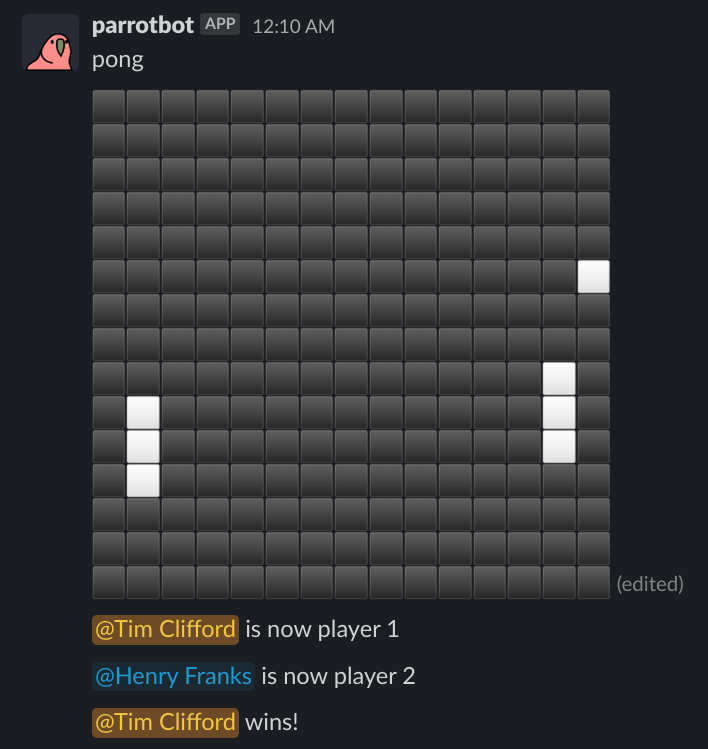 parrotbot APP 12:10 AM
pong
(edited)
@Tim Clifford is now player 1
@Henry Franks is now player 2
@Tim Clifford wins!